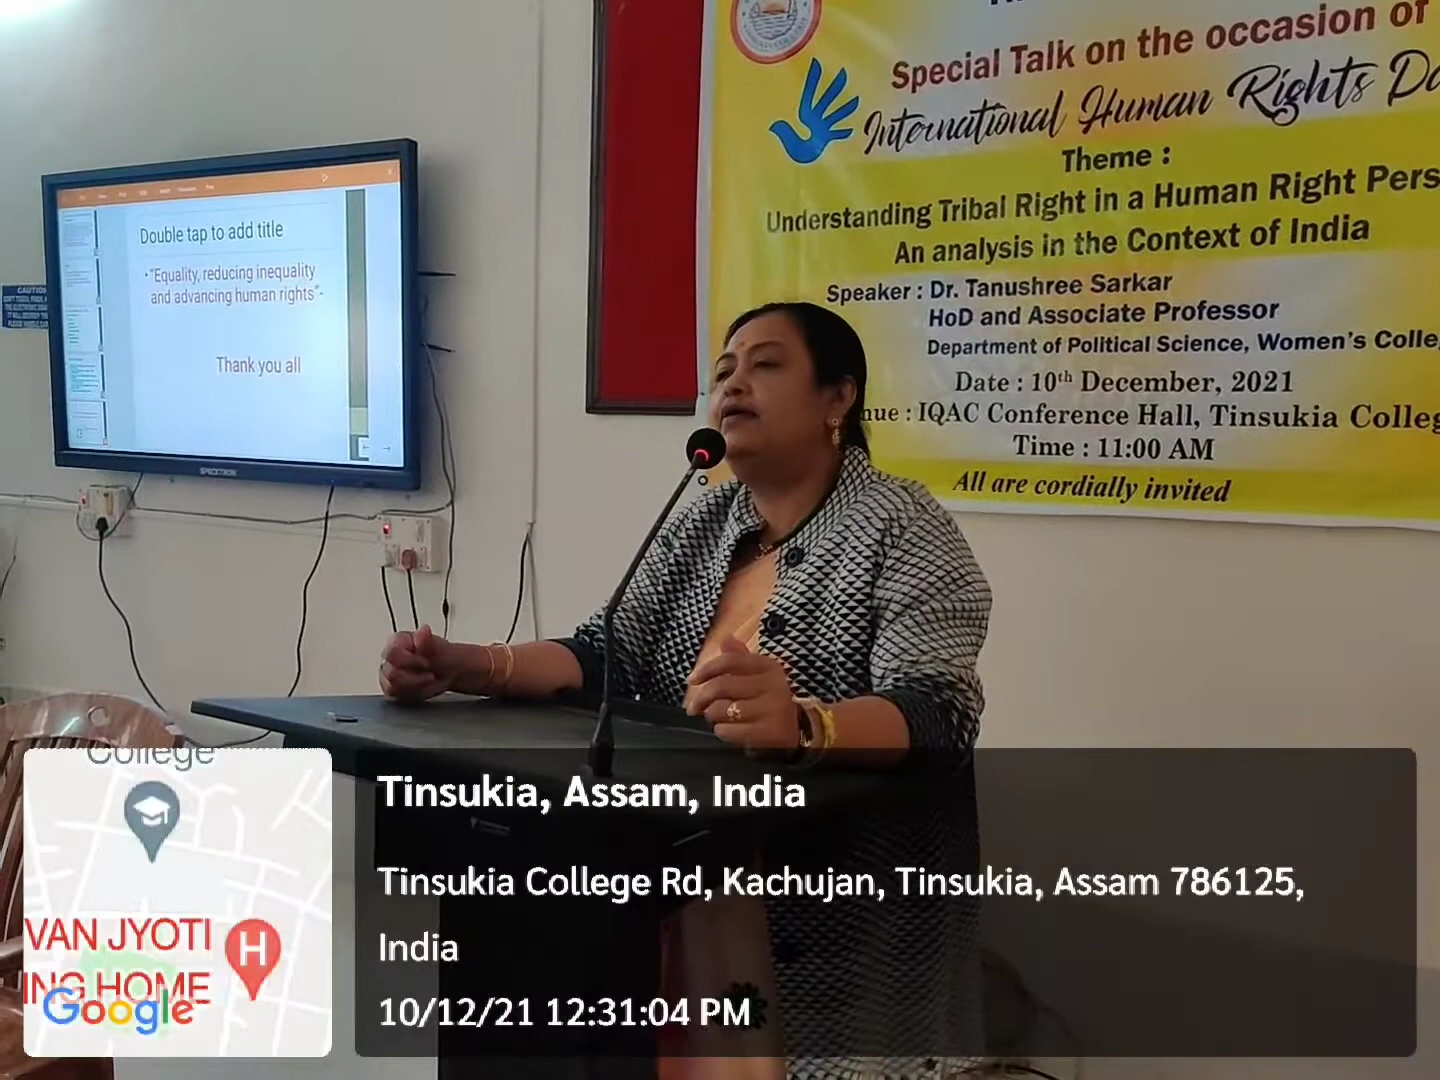 Special Talk on the occasion of
International Human Rights Da
Theme :
Understanding Tribal Right in a Human Right Pers
An analysis in the Context of India
Speaker : Dr. Tanushree Sarkar
HoD and Associate Professor
Department of Political Science, Women's Colle
Date : 10th December, 2021
nue : IQAC Conference Hall, Tinsukia Colleg
Time : 11:00 AM
All are cordially invited
Double tap to add title
• "Equality, reducing inequality
and advancing human rights"-
Thank you all
CAUTION
College
VAN JYOTI
ING HOME
H
Google
Tinsukia, Assam, India
Tinsukia College Rd, Kachujan, Tinsukia, Assam 786125,
India
10/12/21 12:31:04 PM